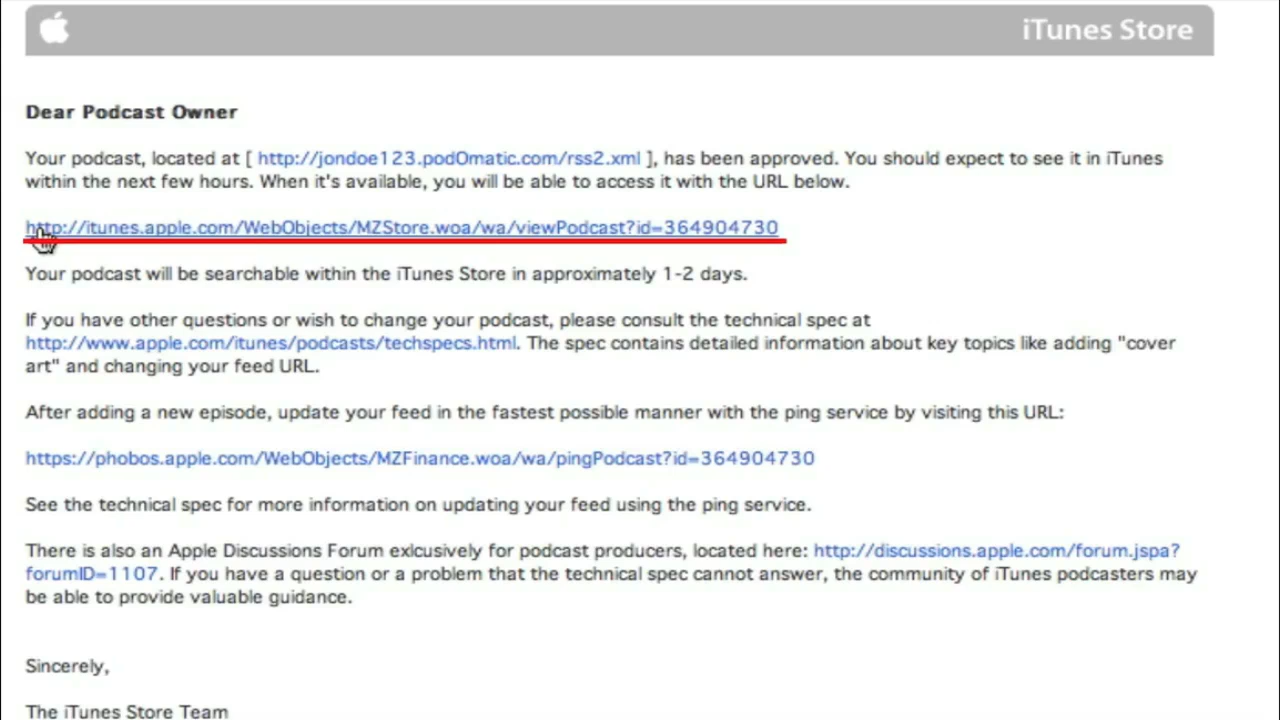 iTunes Store
Dear Podcast Owner
Your podcast, located at [ http://jondoe123.podOmatic.com/rss2.xml ], has been approved. You should expect to see it in iTunes
within the next few hours. When it's available, you will be able to access it with the URL below.
http://itunes.apple.com/WebObjects/MZStore.woa/wa/viewPodcast?id=364904730
Your podcast will be searchable within the iTunes Store in approximately 1-2 days.
If you have other questions or wish to change your podcast, please consult the technical spec at
http://www.apple.com/itunes/podcasts/techspecs.html. The spec contains detailed information about key topics like adding "cover
art" and changing your feed URL.
After adding a new episode, update your feed in the fastest possible manner with the ping service by visiting this URL:
https://phobos.apple.com/WebObjects/MZFinance.woa/wa/pingPodcast?id=364904730
See the technical spec for more information on updating your feed using the ping service.
There is also an Apple Discussions Forum exlcusively for podcast producers, located here: http://discussions.apple.com/forum.jspa?
forumID=1107. If you have a question or a problem that the technical spec cannot answer, the community of iTunes podcasters may
be able to provide valuable guidance.
Sincerely,
The iTunes Store Team